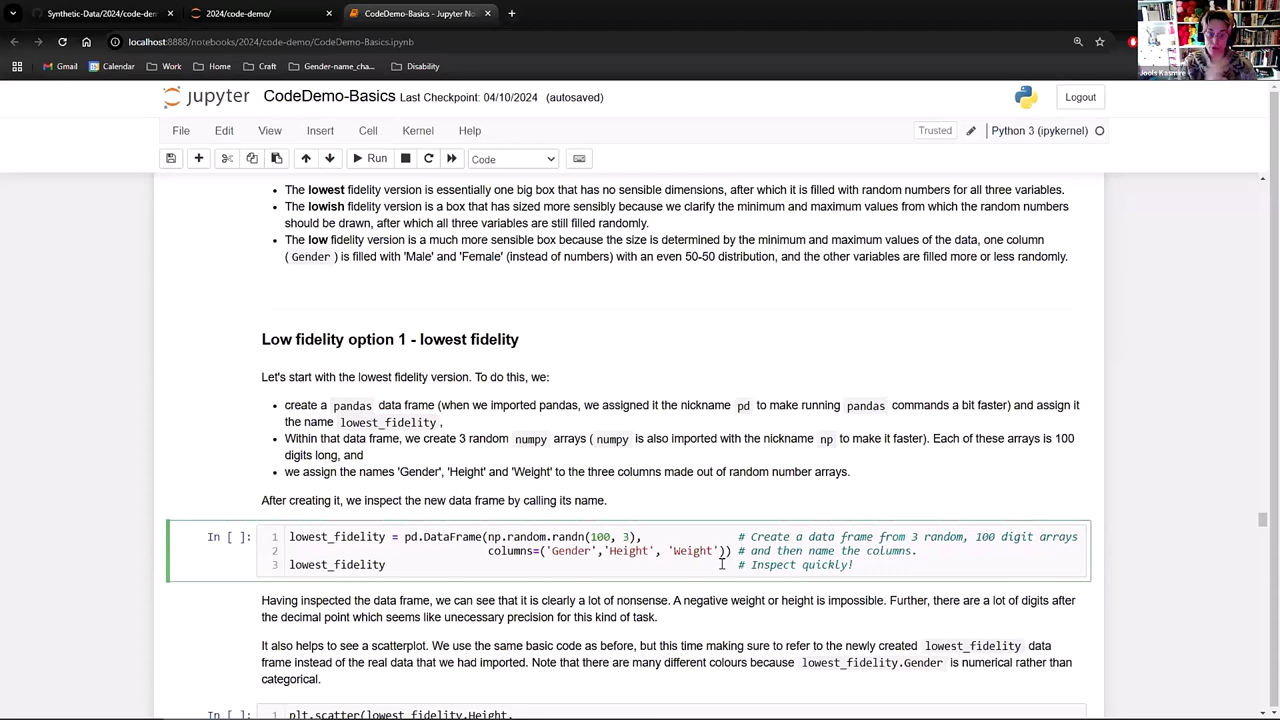 Synthetic-Data/2024/code-dem
2024/code-demo/
CodeDemo-Basics - Jupyter No
localhost:8888/notebooks/2024/code-demo/CodeDemo-Basics.ipynb
Gmail
Calendar
Work
Home
Craft
Gender-name_cha...
Disability
Jools Kasmire
jupyter CodeDemo-Basics Last Checkpoint: 04/10/2024 (autosaved)
Logout
File Edit View Insert Cell Kernel Help
Trusted
Python 3 (ipykernel)
Run
Code
The lowest fidelity version is essentially one big box that has no sensible dimensions, after which it is filled with random numbers for all three variables.
The lowish fidelity version is a box that has sized more sensibly because we clarify the minimum and maximum values from which the random numbers
should be drawn, after which all three variables are still filled randomly.
The low fidelity version is a much more sensible box because the size is determined by the minimum and maximum values of the data, one column
( Gender ) is filled with 'Male' and 'Female' (instead of numbers) with an even 50-50 distribution, and the other variables are filled more or less randomly.
Low fidelity option 1 - lowest fidelity
Let's start with the lowest fidelity version. To do this, we:
create a pandas data frame (when we imported pandas, we assigned it the nickname pd to make running pandas commands a bit faster) and assign it
the name lowest_fidelity ,
Within that data frame, we create 3 random numpy arrays ( numpy is also imported with the nickname np to make it faster). Each of these arrays is 100
digits long, and
we assign the names 'Gender', 'Height' and 'Weight' to the three columns made out of random number arrays.
After creating it, we inspect the new data frame by calling its name.
In [ ]:
1 lowest_fidelity = pd.DataFrame(np.random.randn(100, 3), # Create a data frame from 3 random, 100 digit arrays
2 columns=('Gender','Height', 'Weight')) # and then name the columns.
3 lowest_fidelity # Inspect quickly!
Having inspected the data frame, we can see that it is clearly a lot of nonsense. A negative weight or height is impossible. Further, there are a lot of digits after
the decimal point which seems like unecessary precision for this kind of task.
It also helps to see a scatterplot. We use the same basic code as before, but this time making sure to refer to the newly created lowest_fidelity data
frame instead of the real data that we had imported. Note that there are many different colours because lowest_fidelity.Gender is numerical rather than
categorical.
In [ ]: 1 plt.scatter(lowest_fidelity.Height,